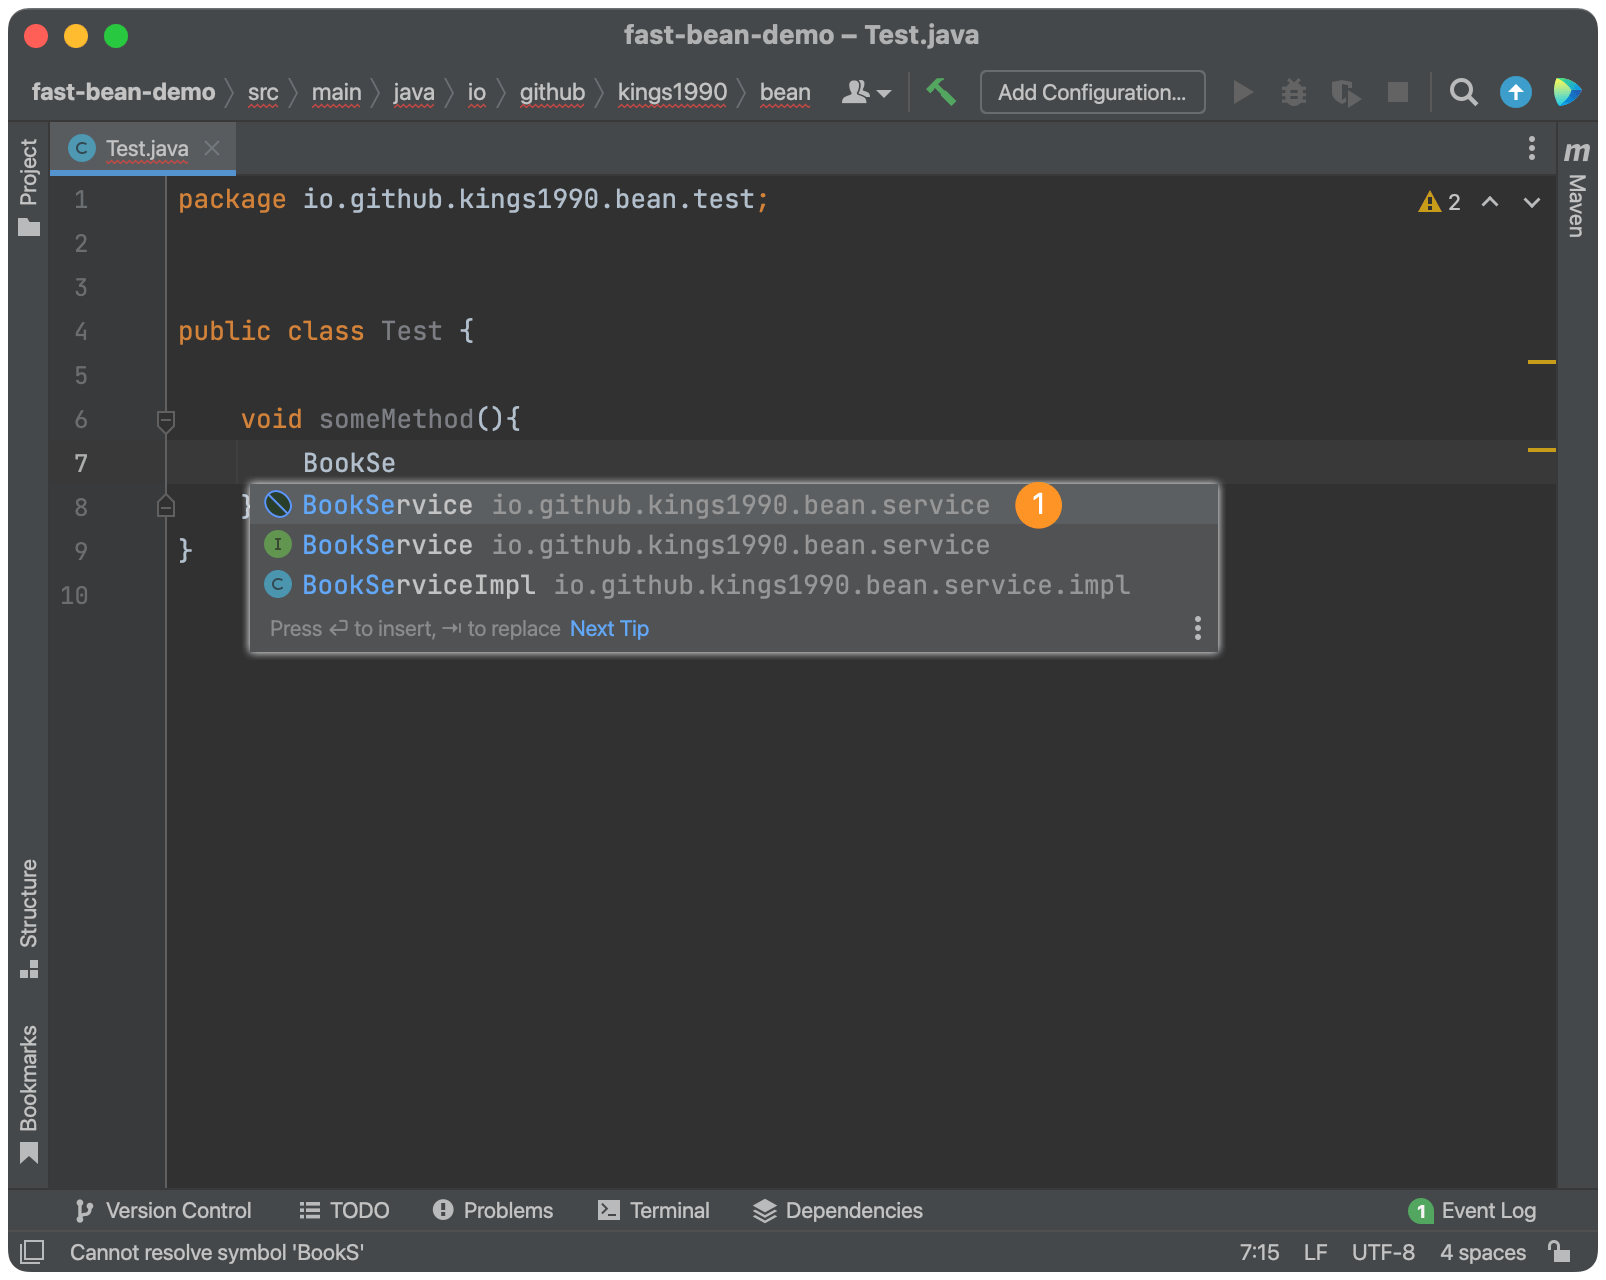 fast-bean-demo – Test.java
fast-bean-demo src main java io github kings1990 bean Add Configuration...
Project
C Test.java
m Maven
1 package io.github.kings1990.bean.test;
2
2
3
4 public class Test {
5
6 void someMethod(){
7 BookSe
8 }
BookService io.github.kings1990.bean.service 1
I BookService io.github.kings1990.bean.service
9 }
C BookServiceImpl io.github.kings1990.bean.service.impl
10
Press ↩ to insert, ⇥ to replace Next Tip
Structure
Bookmarks
Version Control TODO Problems Terminal Dependencies 1 Event Log
Cannot resolve symbol 'BookS' 7:15 LF UTF-8 4 spaces